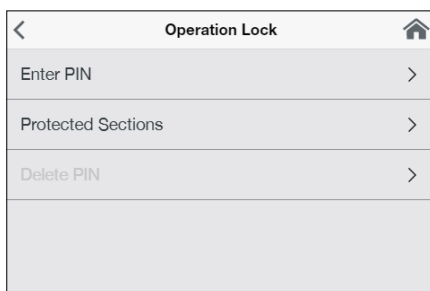 Operation Lock
Enter PIN
Protected Sections
Delete PIN